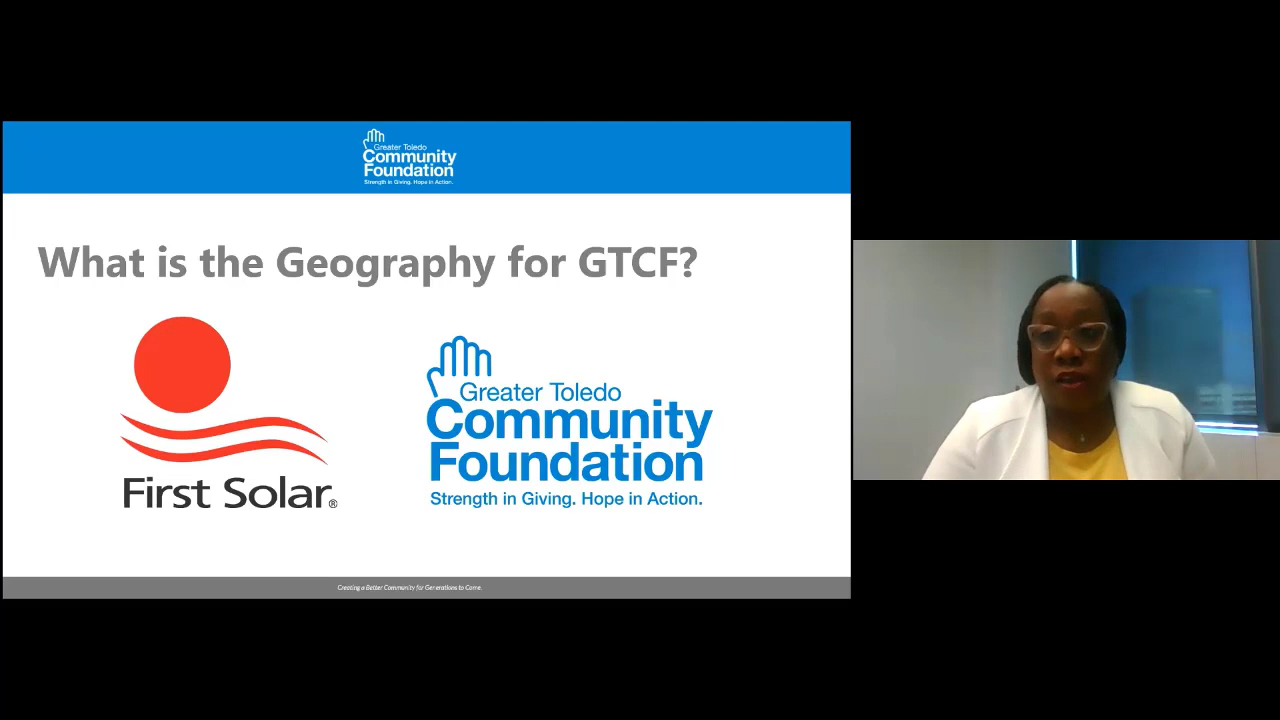 Greater Toledo
Community
Foundation
Strength in Giving. Hope in Action.
What is the Geography for GTCF?
First Solar®
Greater Toledo
Community
Foundation
Strength in Giving. Hope in Action.
Creating a Better Community for Generations to Come.